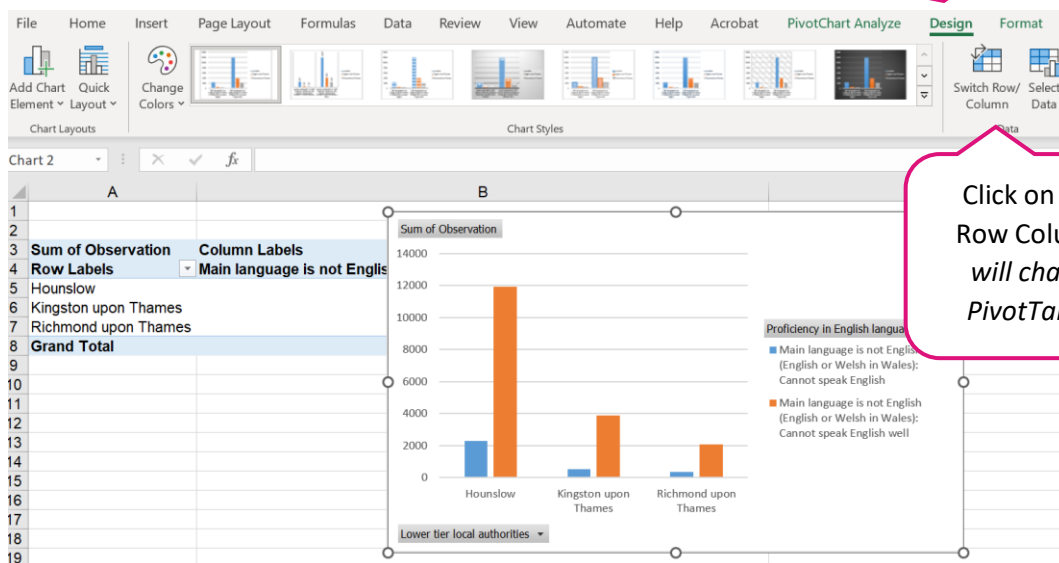 File Home Insert Page Layout Formulas Data Review View Automate Help Acrobat PivotChart Analyze Design Format
Add Chart Element Quick Layout Change Colors Switch Row/ Column Select Data
Chart Layouts Chart Styles Data
Chart 2 fx
A B
1
2
3 Sum of Observation Column Labels
4 Row Labels Main language is not Englis
5 Hounslow
6 Kingston upon Thames
7 Richmond upon Thames
8 Grand Total
9
10
11
12
13
14
15
16
17
18
19
Sum of Observation
14000
12000
10000
8000
6000
4000
2000
0
Hounslow Kingston upon Thames Richmond upon Thames
Lower tier local authorities
Proficiency in English langua
Main language is not English
(English or Welsh in Wales):
Cannot speak English
Main language is not English
(English or Welsh in Wales):
Cannot speak English well
Click on
Row Colu
will cha
PivotTa